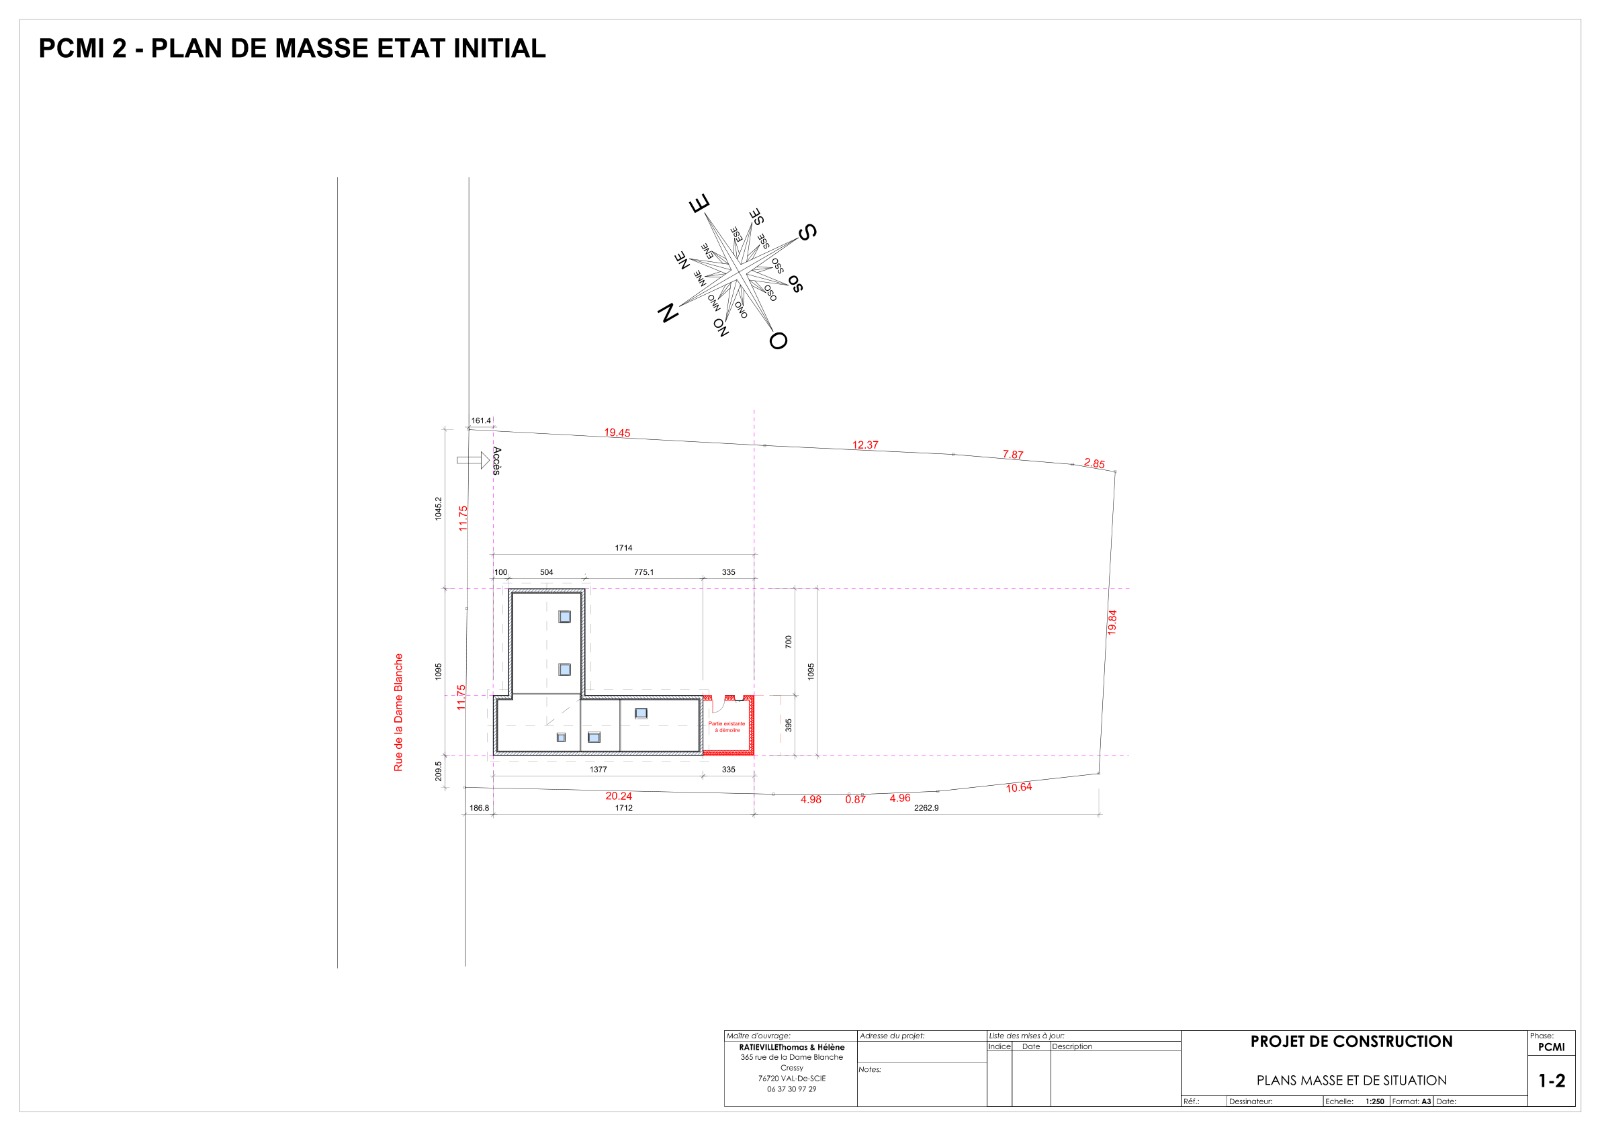 PCMI 2 - PLAN DE MASSE ETAT INITIAL
E
SE
S
ESE
SSE
ENE
NE
SSO
SO
NNE
OSO
N
NNO
ONO
NO
O
161.4
19.45
12.37
7.87
2.85
Accès
1045.2
11.75
1714
100
504
775.1
335
19.84
700
1095
1095
11.75
Rue de la Dame Blanche
Partie existante
à démolire
395
209.5
1377
335
20.24
4.98
0.87
4.96
10.64
186.8
1712
2262.9
Maître d'ouvrage:
RATIEVILLEThomas & Hélène
365 rue de la Dame Blanche
Cressy
76720 VAL-De-SCIE
06 37 30 97 29
Adresse du projet:
Notes:
Liste des mises à jour:
Indice Date Description
PROJET DE CONSTRUCTION
PLANS MASSE ET DE SITUATION
Réf.: Dessinateur: Echelle: 1:250 Format: A3 Date:
Phase:
PCMI
1-2